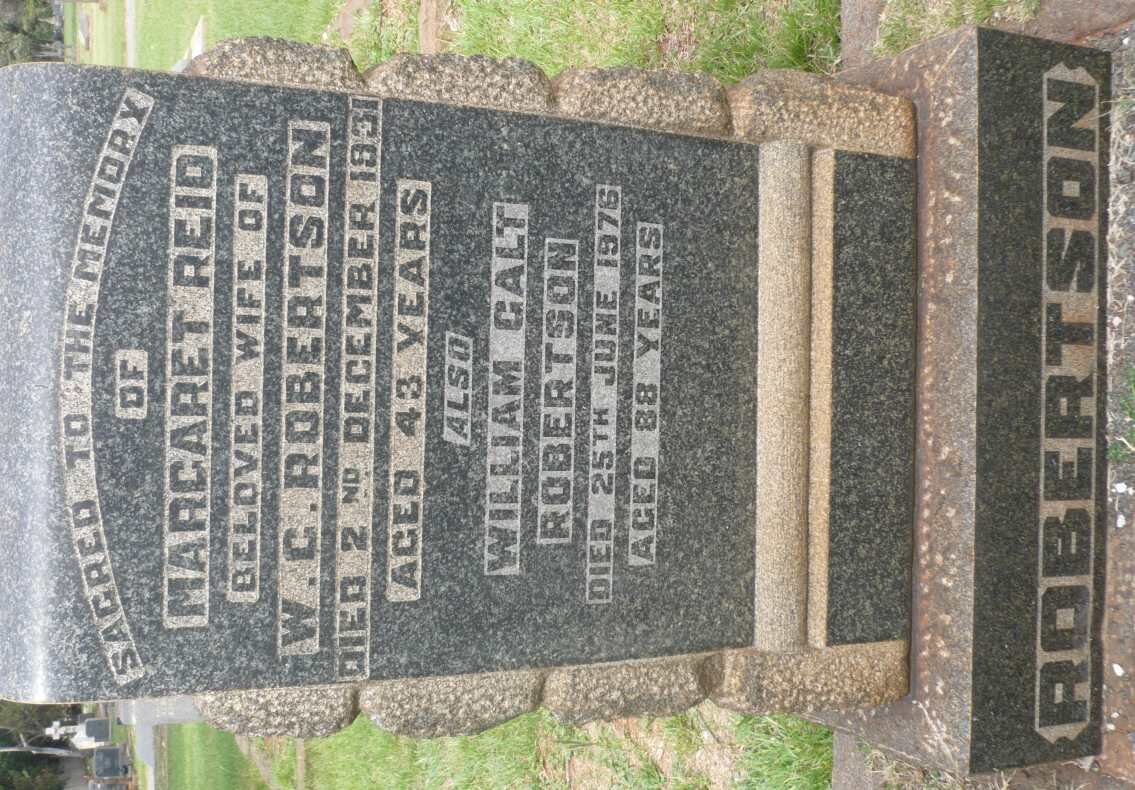 SACRED TO THE MEMORY
OF
MARGARET REID
BELOVED WIFE OF
W. G. ROBERTSON
DIED 2ND DECEMBER 1931
AGED 43 YEARS
ALSO
WILLIAM GALT
ROBERTSON
DIED 25TH JUNE 1976
AGED 88 YEARS
ROBERTSON